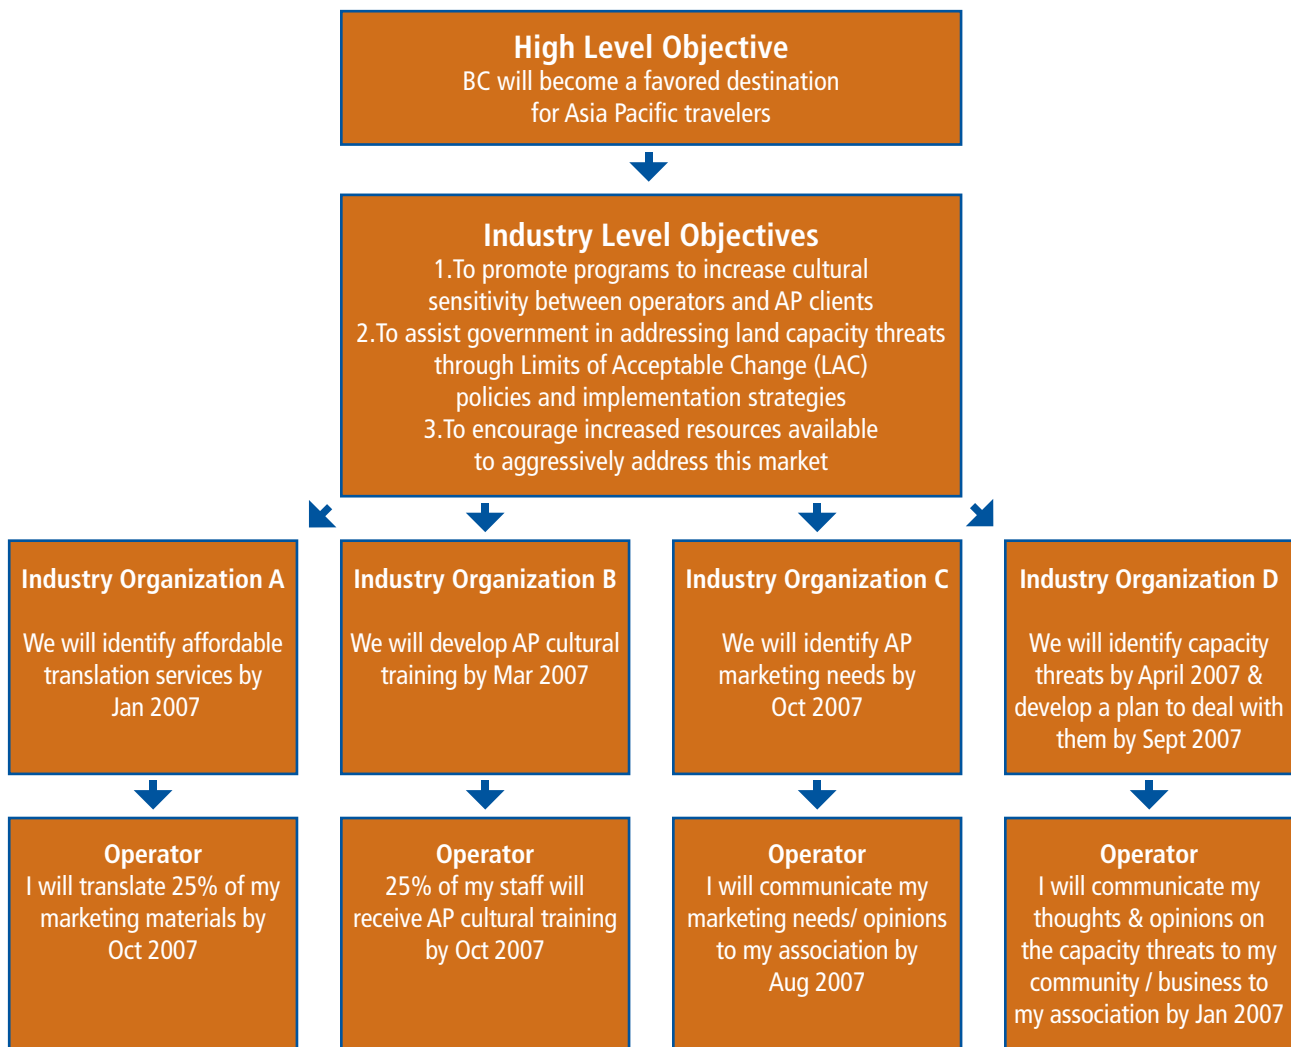 High Level Objective
BC will become a favored destination
for Asia Pacific travelers
Industry Level Objectives
1.To promote programs to increase cultural
sensitivity between operators and AP clients
2.To assist government in addressing land capacity threats
through Limits of Acceptable Change (LAC)
policies and implementation strategies
3.To encourage increased resources available
to aggressively address this market
Industry Organization A
We will identify affordable
translation services by
Jan 2007
Industry Organization B
We will develop AP cultural
training by Mar 2007
Industry Organization C
We will identify AP
marketing needs by
Oct 2007
Industry Organization D
We will identify capacity
threats by April 2007 &
develop a plan to deal with
them by Sept 2007
Operator
I will translate 25% of my
marketing materials by
Oct 2007
Operator
25% of my staff will
receive AP cultural training
by Oct 2007
Operator
I will communicate my
marketing needs/ opinions
to my association by
Aug 2007
Operator
I will communicate my
thoughts & opinions on
the capacity threats to my
community / business to
my association by Jan 2007